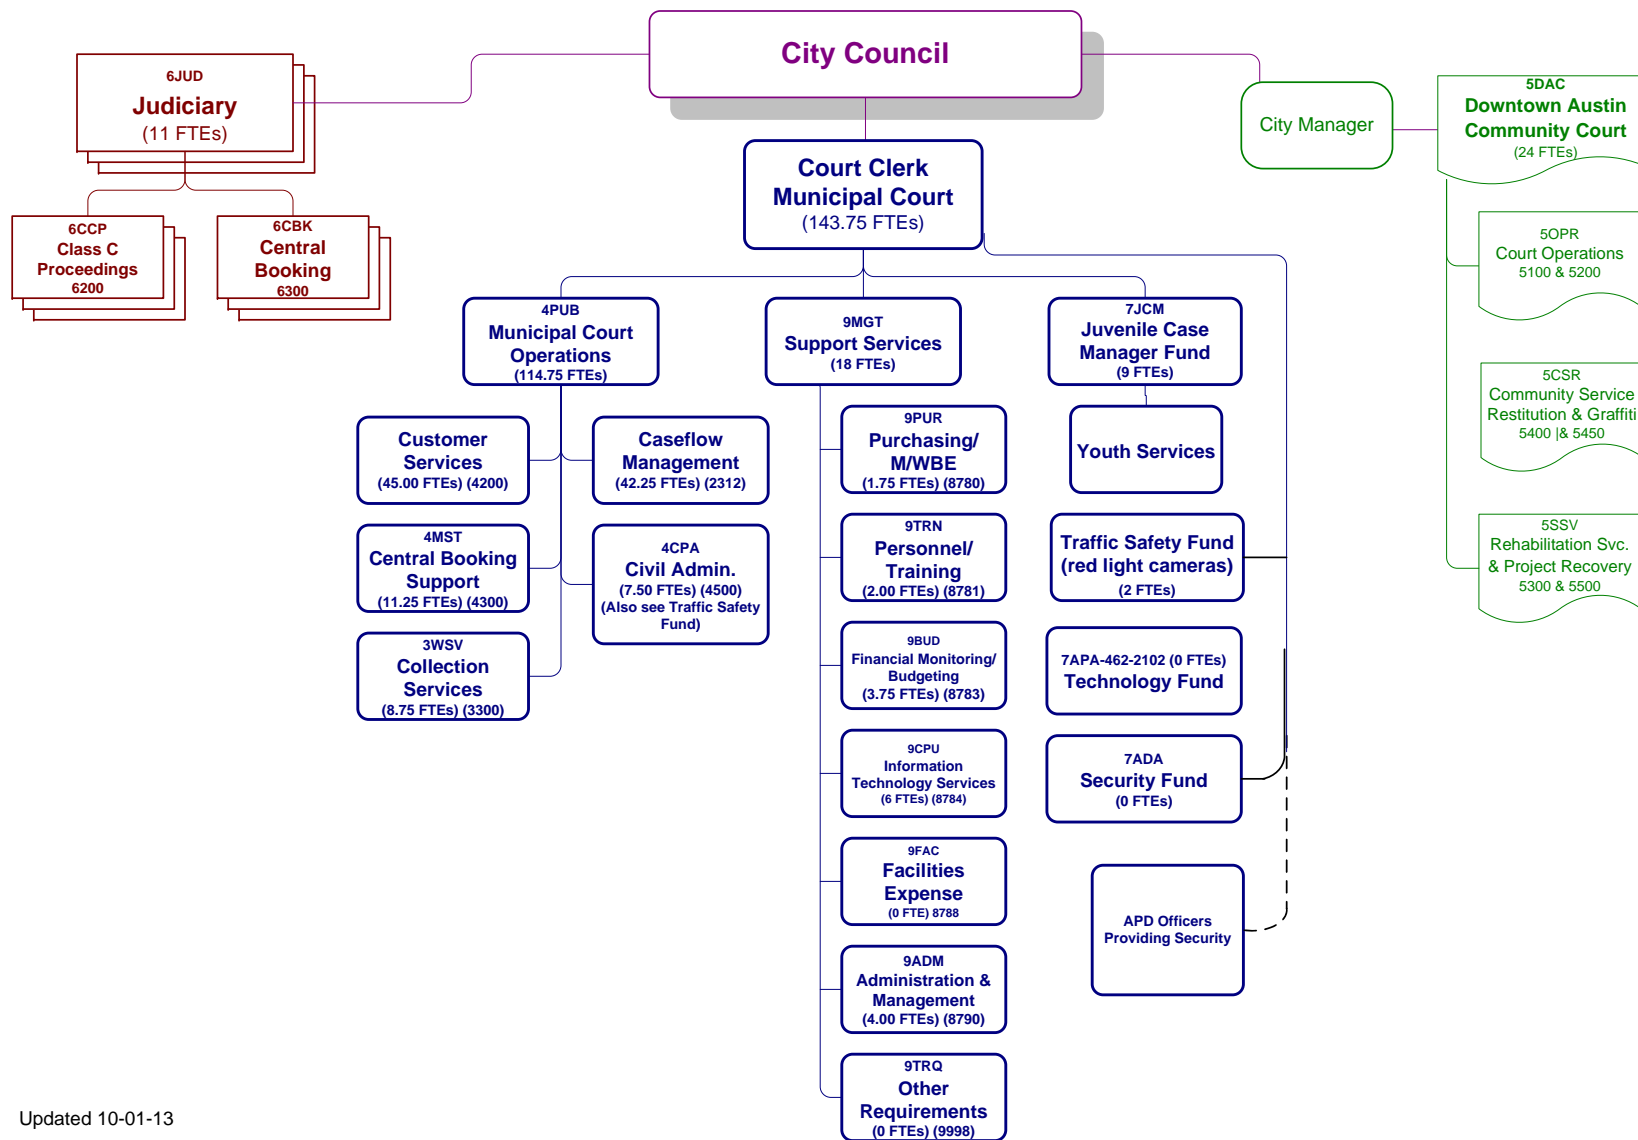 City Council
6JUD
Judiciary
(11 FTEs)
6CCP
Class C
Proceedings
6200
6CBK
Central
Booking
6300
City Manager
5DAC
Downtown Austin
Community Court
(24 FTEs)
5OPR
Court Operations
5100 & 5200
5CSR
Community Service
Restitution & Graffiti
5400 |& 5450
5SSV
Rehabilitation Svc.
& Project Recovery
5300 & 5500
Court Clerk
Municipal Court
(143.75 FTEs)
4PUB
Municipal Court
Operations
(114.75 FTEs)
Customer
Services
(45.00 FTEs) (4200)
Caseflow
Management
(42.25 FTEs) (2312)
4MST
Central Booking
Support
(11.25 FTEs) (4300)
4CPA
Civil Admin.
(7.50 FTEs) (4500)
(Also see Traffic Safety
Fund)
3WSV
Collection
Services
(8.75 FTEs) (3300)
9MGT
Support Services
(18 FTEs)
9PUR
Purchasing/
M/WBE
(1.75 FTEs) (8780)
9TRN
Personnel/
Training
(2.00 FTEs) (8781)
9BUD
Financial Monitoring/
Budgeting
(3.75 FTEs) (8783)
9CPU
Information
Technology Services
(6 FTEs) (8784)
9FAC
Facilities
Expense
(0 FTE) 8788
9ADM
Administration &
Management
(4.00 FTEs) (8790)
9TRQ
Other
Requirements
(0 FTEs) (9998)
7JCM
Juvenile Case
Manager Fund
(9 FTEs)
Youth Services
Traffic Safety Fund
(red light cameras)
(2 FTEs)
7APA-462-2102 (0 FTEs)
Technology Fund
7ADA
Security Fund
(0 FTEs)
APD Officers
Providing Security
Updated 10-01-13